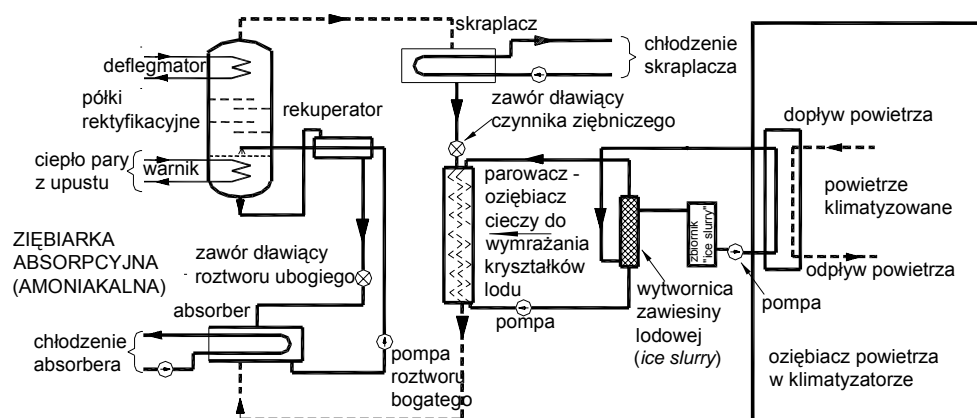 skraplacz
deflegmator
chłodzenie
skraplacza
półki
rektyfikacyjne
rekuperator
zawór dławiący
czynnika ziębniczego
dopływ powietrza
ciepło pary
z upustu
warnik
parowacz -
oziębiacz
cieczy do
wymrażania
kryształków
lodu
powietrze
klimatyzowane
zbiornik
"ice slurry"
ZIĘBIARKA
ABSORPCYJNA
(AMONIAKALNA)
zawór dławiący
roztworu ubogiego
odpływ powietrza
pompa
absorber
pompa
wytwornica
zawiesiny
lodowej
(ice slurry)
chłodzenie
absorbera
pompa
roztworu
bogatego
oziębiacz powietrza
w klimatyzatorze